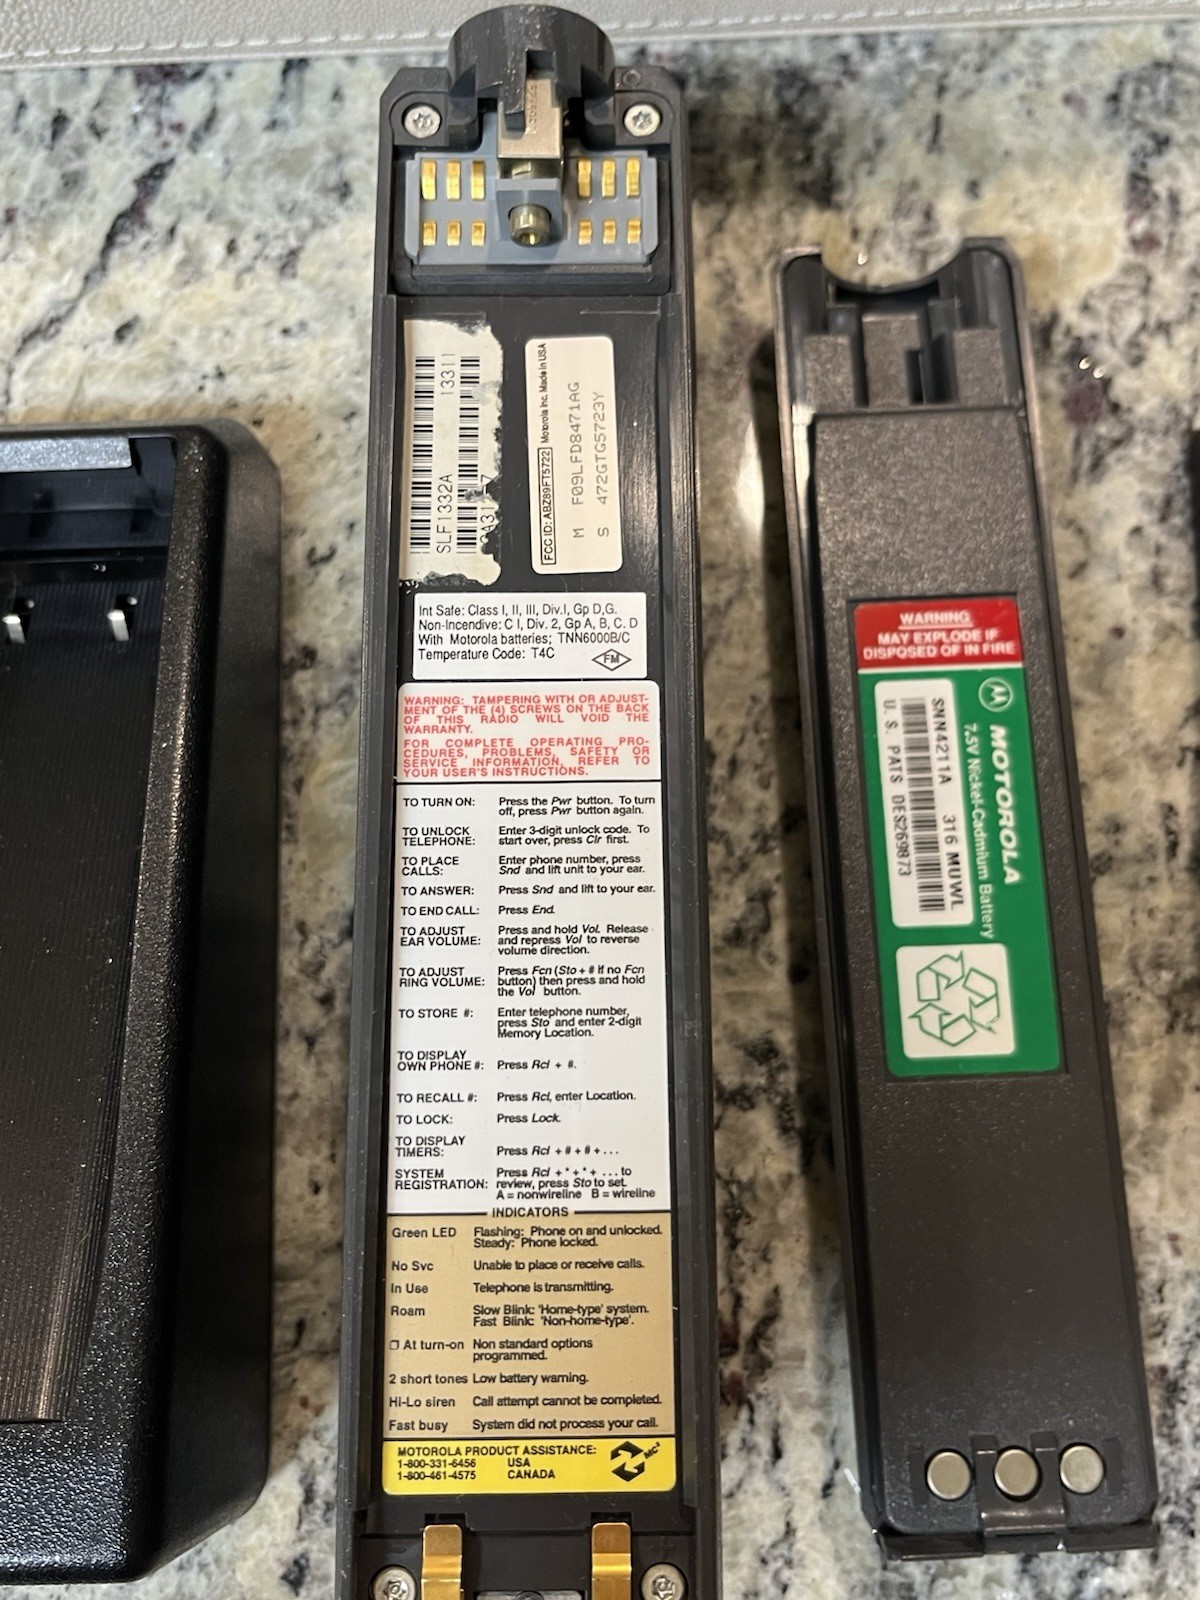 13311
SLF1332A
FCC ID: ABZ89FT5722 Motorola Inc. Made in USA
M F09LFD8471AG
S 472GTG5723Y
Int Safe: Class I, II, III, Div.I, Gp D,G.
Non-Incendive: C I, Div. 2, Gp A, B, C. D
With Motorola batteries; TNN6000B/C
Temperature Code: T4C
FM
WARNING: TAMPERING WITH OR ADJUST-
MENT OF THE (4) SCREWS ON THE BACK
OF THIS RADIO WILL VOID THE
WARRANTY.
FOR COMPLETE OPERATING PRO-
CEDURES, PROBLEMS, SAFETY OR
SERVICE INFORMATION, REFER TO
YOUR USER'S INSTRUCTIONS.
TO TURN ON: Press the Pwr button. To turn
off, press Pwr button again.
TO UNLOCK Enter 3-digit unlock code. To
TELEPHONE: start over, press Clr first.
TO PLACE Enter phone number, press
CALLS: Snd and lift unit to your ear.
TO ANSWER: Press Snd and lift to your ear.
TO END CALL: Press End.
TO ADJUST Press and hold Vol. Release
EAR VOLUME: and repress Vol to reverse
volume direction.
TO ADJUST Press Fcn (Sto + # if no Fcn
RING VOLUME: button) then press and hold
the Vol button.
TO STORE #: Enter telephone number,
press Sto and enter 2-digit
Memory Location.
TO DISPLAY
OWN PHONE #: Press Rcl + #.
TO RECALL #: Press Rcl, enter Location.
TO LOCK: Press Lock.
TO DISPLAY
TIMERS: Press Rcl + # + # + . . .
SYSTEM Press Rcl + * + * + . . . to
REGISTRATION: review, press Sto to set.
A = nonwireline B = wireline
INDICATORS
Green LED Flashing: Phone on and unlocked.
Steady: Phone locked.
No Svc Unable to place or receive calls.
In Use Telephone is transmitting.
Roam Slow Blink: 'Home-type' system.
Fast Blink: 'Non-home-type'.
❒ At turn-on Non standard options
programmed.
2 short tones Low battery warning.
Hi-Lo siren Call attempt cannot be completed.
Fast busy System did not process your call.
MOTOROLA PRODUCT ASSISTANCE:
1-800-331-6456 USA
1-800-461-4575 CANADA
MC²
WARNING
MAY EXPLODE IF
DISPOSED OF IN FIRE
MOTOROLA
7.5V Nickel-Cadmium Battery
SNN4211A 316 MUWL
U. S. PATS DES269873